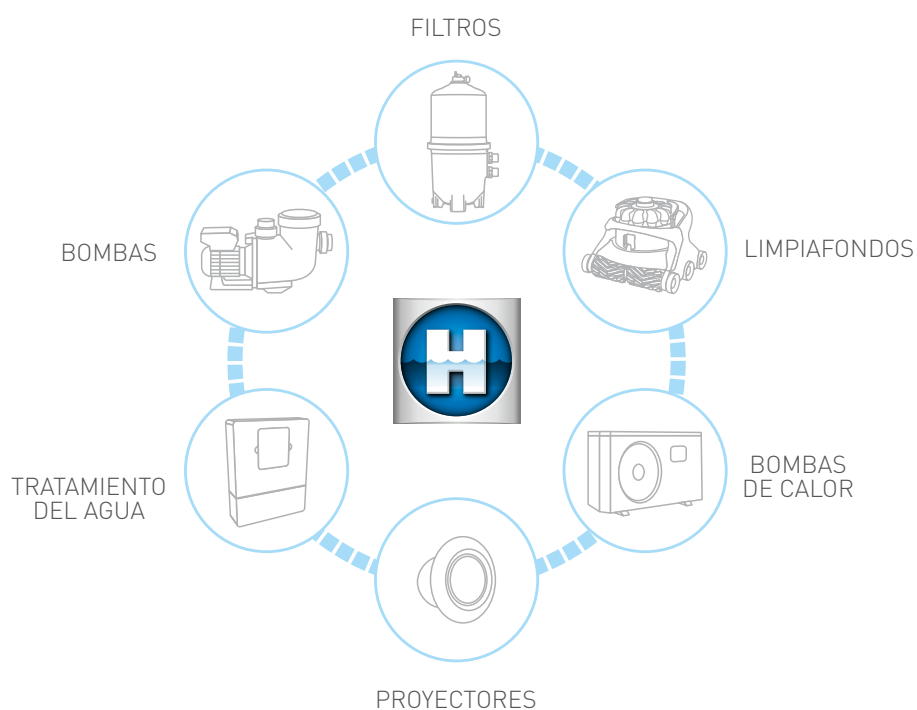 FILTROS
BOMBAS
LIMPIAFONDOS
H
TRATAMIENTO
DEL AGUA
BOMBAS
DE CALOR
PROYECTORES